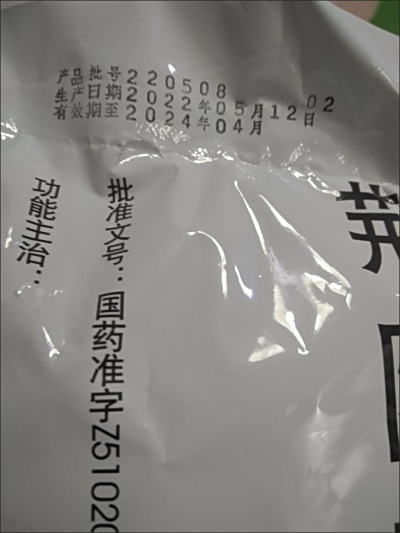 产品批号220508 02
生产日期2022年05月12日
有效期至2024年04月
功能主治：
批准文号：国药准字Z51020
荆